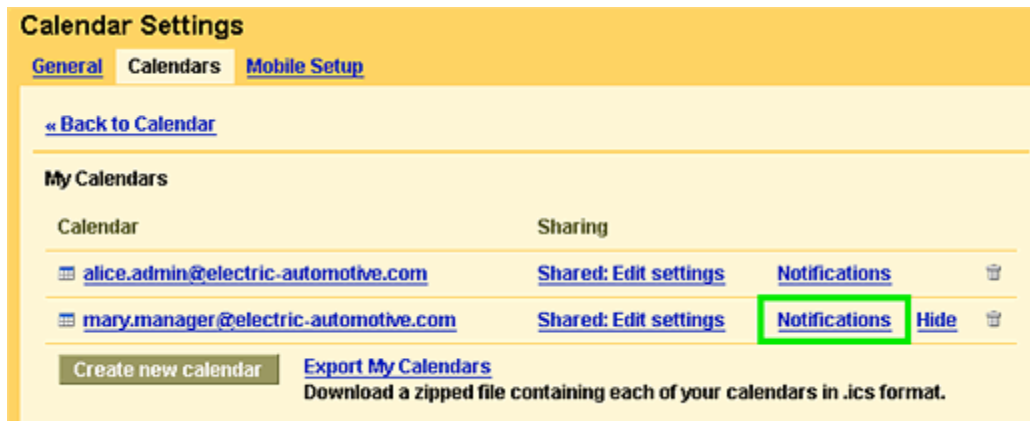 Calendar Settings
General Calendars Mobile Setup
« Back to Calendar
My Calendars
Calendar Sharing
alice.admin@electric-automotive.com Shared: Edit settings Notifications
mary.manager@electric-automotive.com Shared: Edit settings Notifications Hide
Create new calendar Export My Calendars
Download a zipped file containing each of your calendars in .ics format.